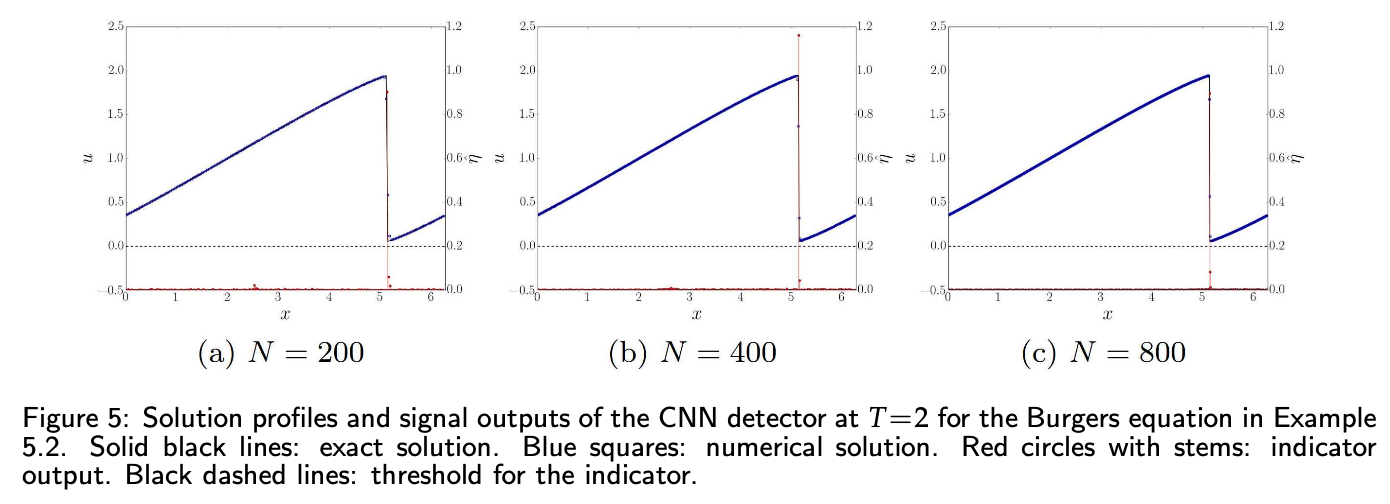 2.5 1.2 2.5 1.2 2.5 1.2
2.0 1.0 2.0 1.0 2.0 1.0
1.5 0.8 1.5 0.8 1.5 0.8
u 1.0 0.6 η̂ u 1.0 0.6 η̂ u 1.0 0.6 η̂
0.5 0.4 0.5 0.4 0.5 0.4
0.0 0.2 0.0 0.2 0.0 0.2
−0.5 0.0 −0.5 0.0 −0.5 0.0
0 1 2 3 4 5 6 0 1 2 3 4 5 6 0 1 2 3 4 5 6
x x x
(a) N = 200 (b) N = 400 (c) N = 800
Figure 5: Solution profiles and signal outputs of the CNN detector at T=2 for the Burgers equation in Example
5.2. Solid black lines: exact solution. Blue squares: numerical solution. Red circles with stems: indicator
output. Black dashed lines: threshold for the indicator.